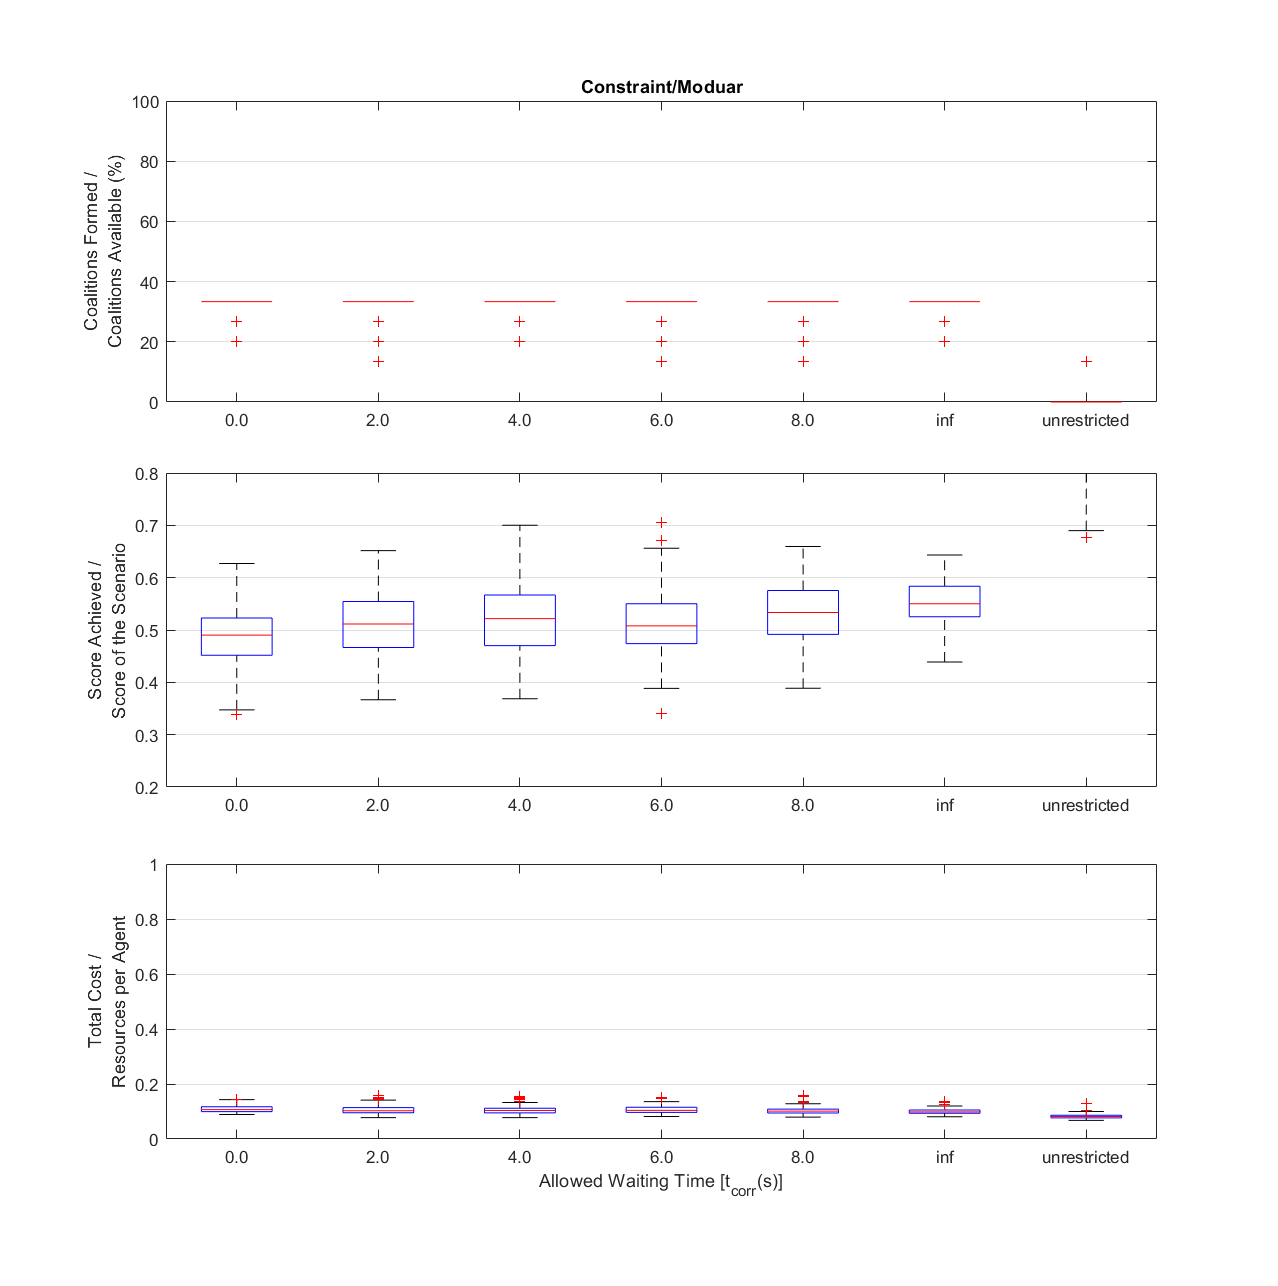 Constraint/Moduar
Coalitions Formed /
Coalitions Available (%)
100
80
60
40
20
0
0.0 2.0 4.0 6.0 8.0 inf unrestricted
Score Achieved /
Score of the Scenario
0.8
0.7
0.6
0.5
0.4
0.3
0.2
0.0 2.0 4.0 6.0 8.0 inf unrestricted
Total Cost /
Resources per Agent
1
0.8
0.6
0.4
0.2
0
0.0 2.0 4.0 6.0 8.0 inf unrestricted
Allowed Waiting Time [tcorr(s)]